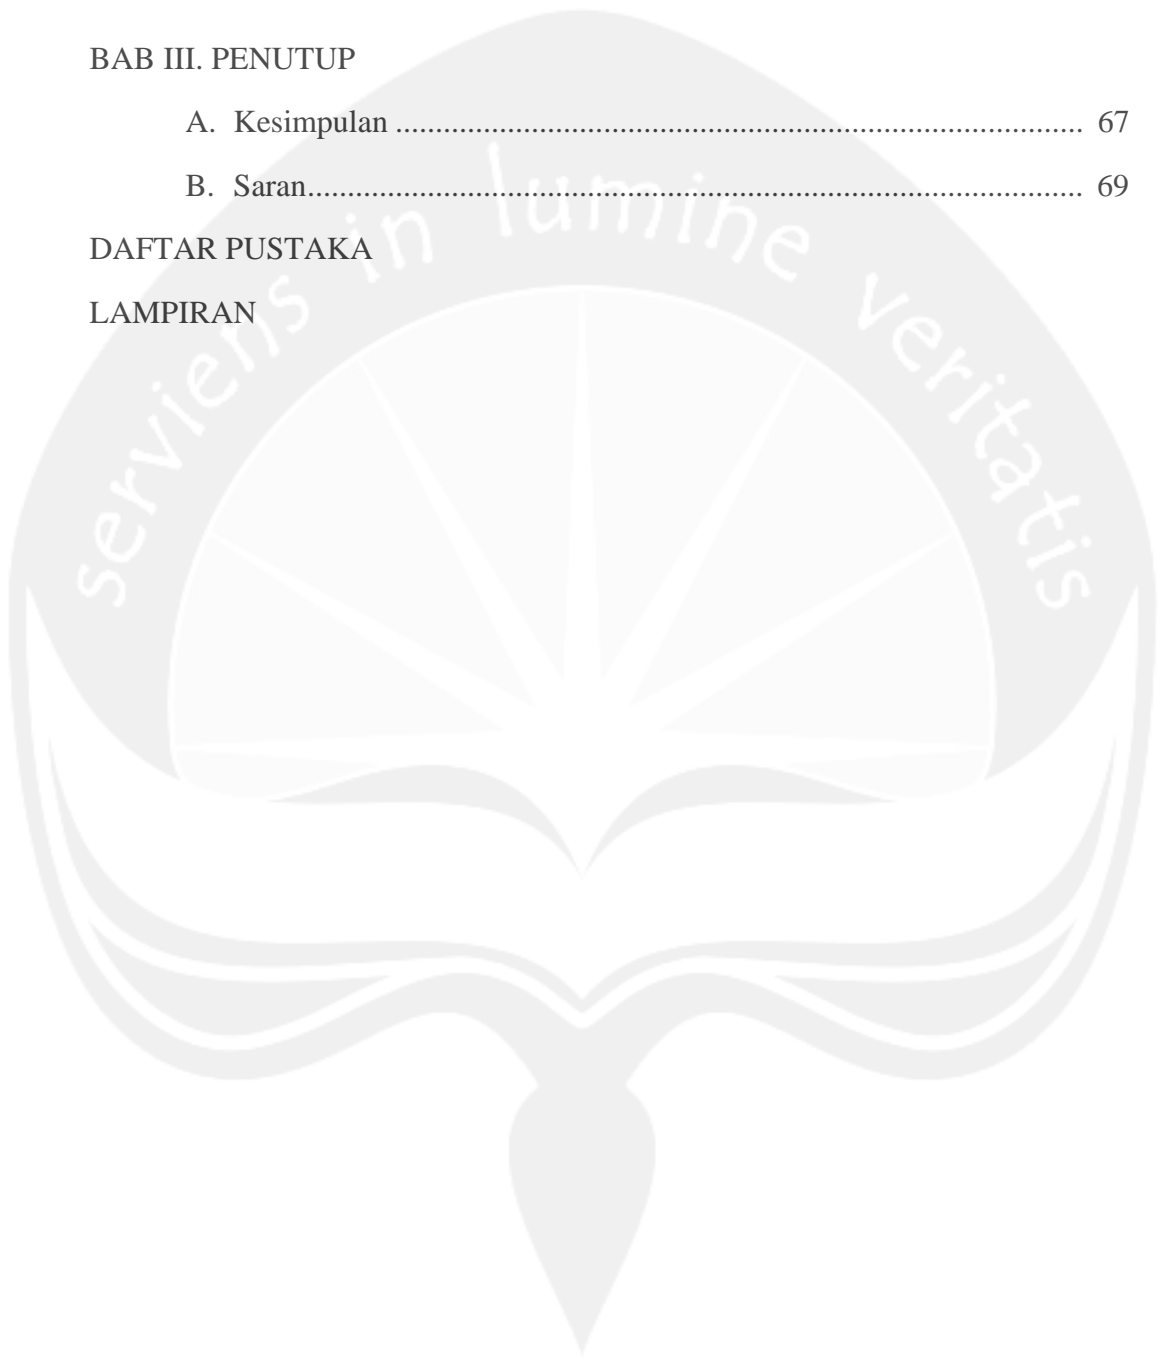 BAB III. PENUTUP
A. Kesimpulan ........................................................................ 67
B. Saran................................................................................. 69
DAFTAR PUSTAKA
LAMPIRAN
serviens in lumine veritatis